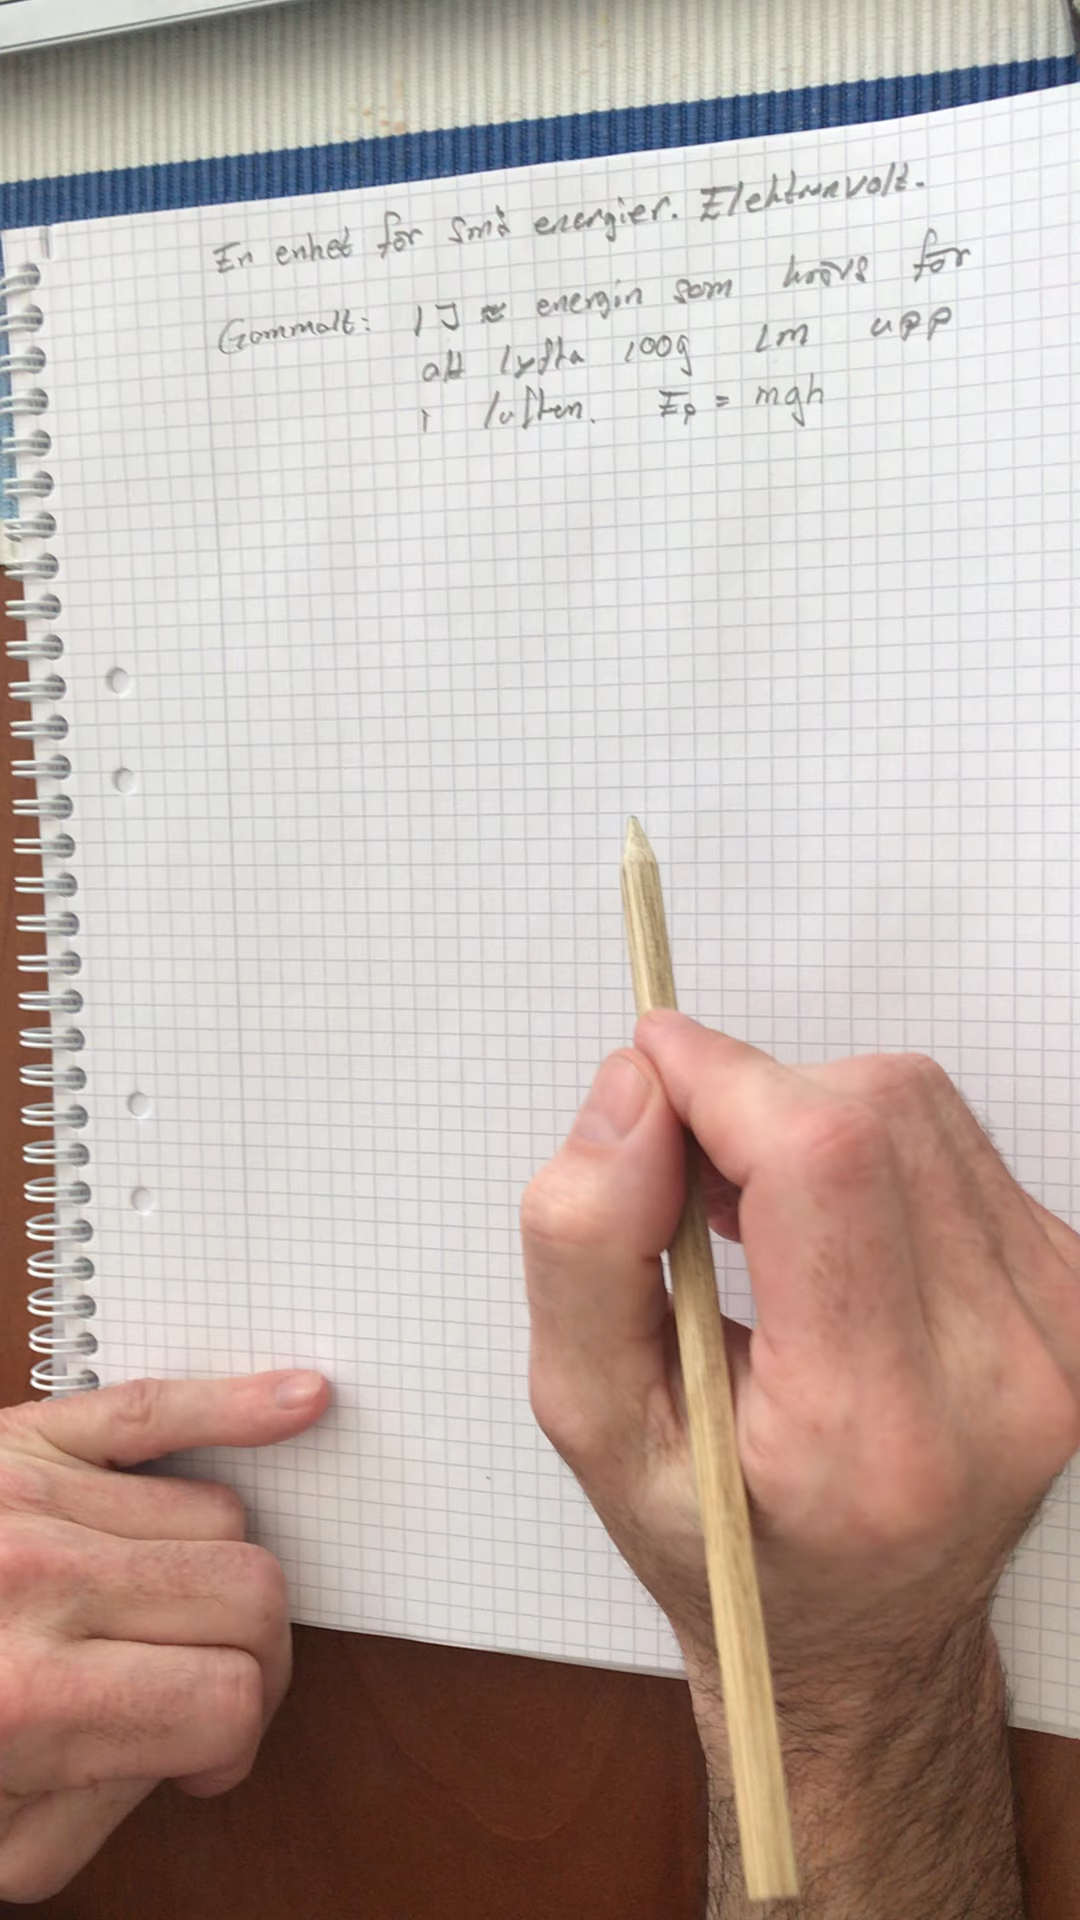 En enhet för små energier. Elektronvolt.
Gammalt: 1 J ≈ energin som krävs för
att lyfta 100g 1m upp
i luften. Ep = mgh